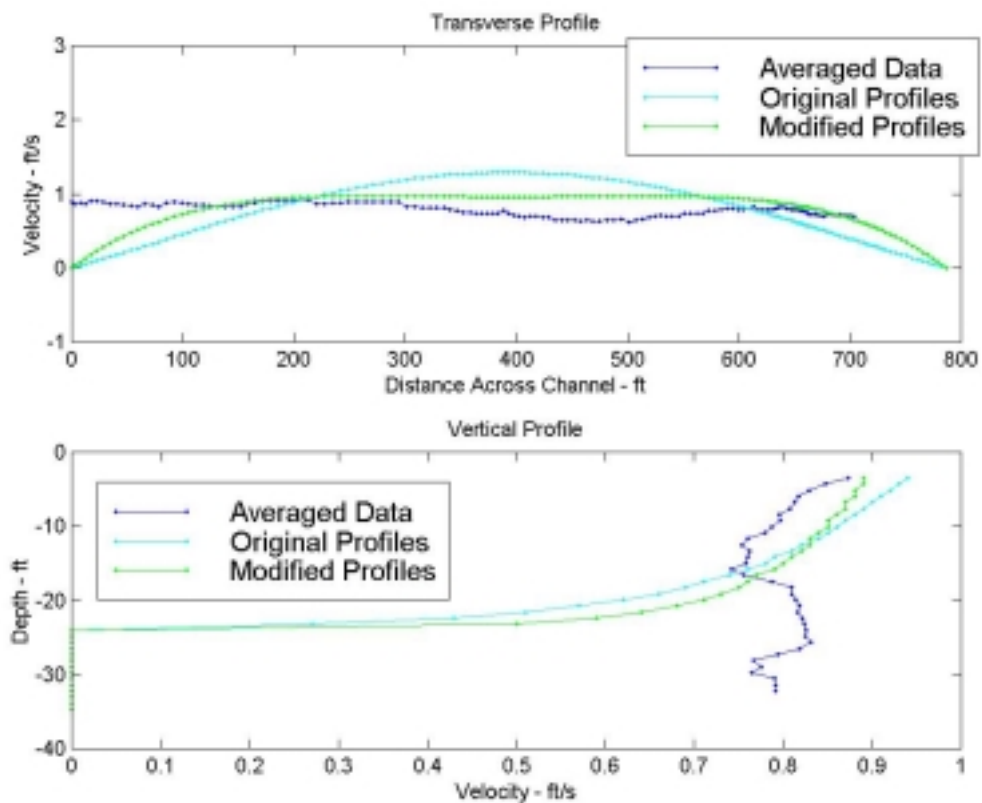 Transverse Profile
3
2
1
0
-1
Velocity - ft/s
Averaged Data
Original Profiles
Modified Profiles
0 100 200 300 400 500 600 700 800
Distance Across Channel - ft
Vertical Profile
0
-10
-20
-30
-40
Depth - ft
Averaged Data
Original Profiles
Modified Profiles
0 0.1 0.2 0.3 0.4 0.5 0.6 0.7 0.8 0.9 1
Velocity - ft/s